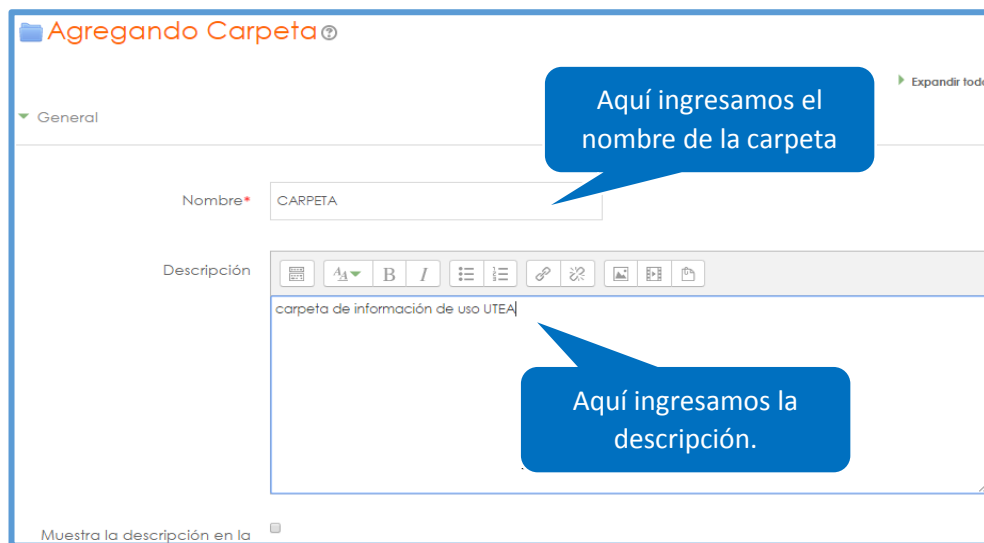 Agregando Carpeta
Expandir todo
General
Aquí ingresamos el
nombre de la carpeta
Nombre*
CARPETA
Descripción
carpeta de información de uso UTEA
Aquí ingresamos la
descripción.
Muestra la descripción en la